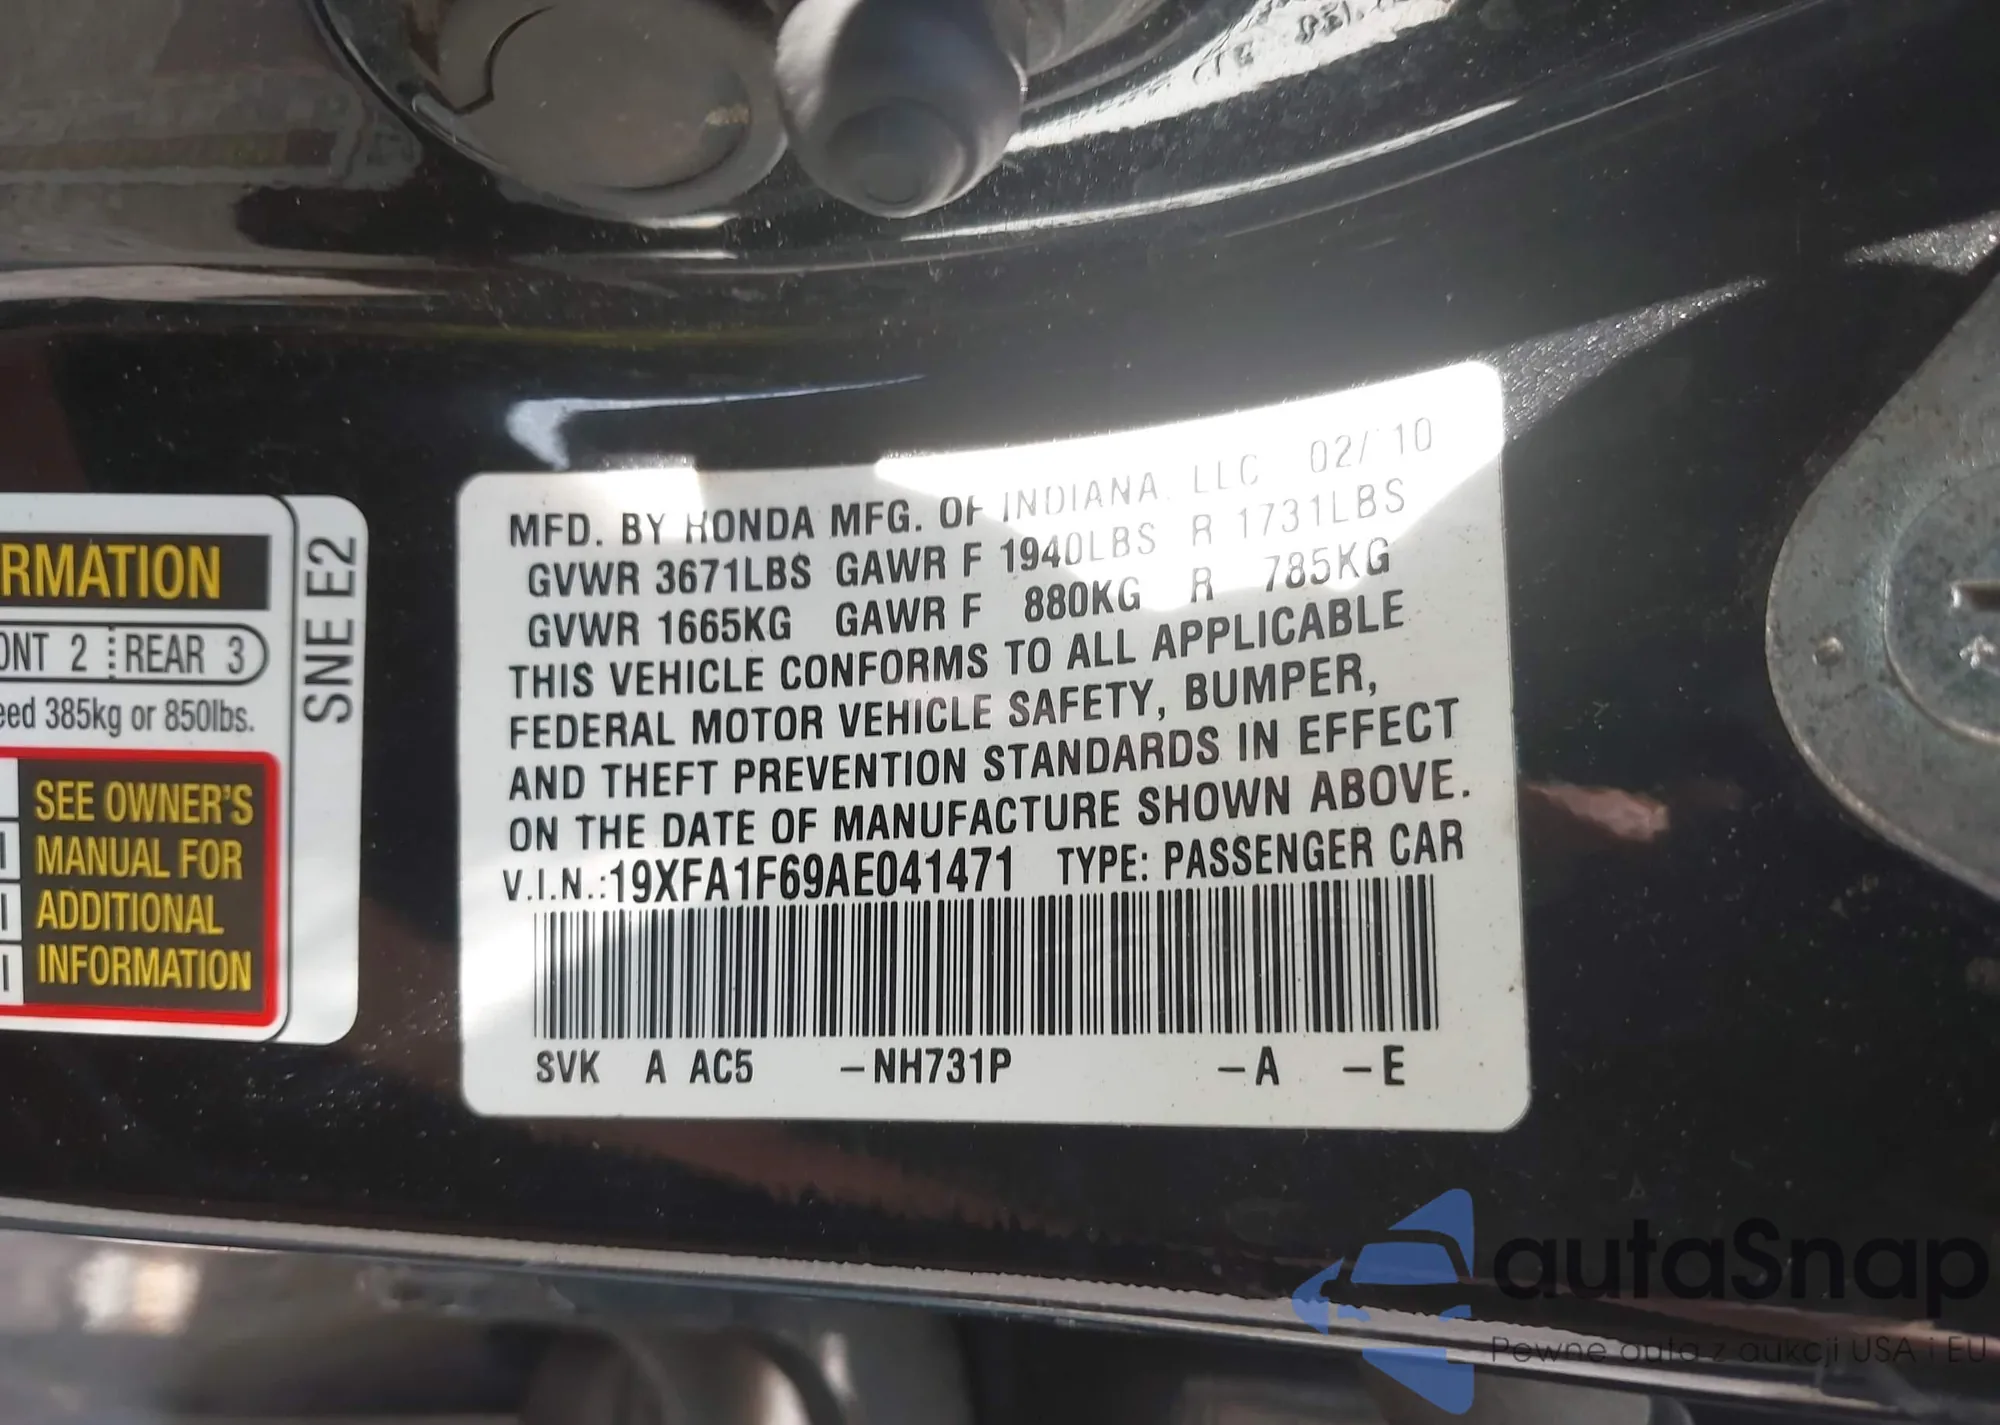 RMATION
ONT 2 REAR 3
eed 385kg or 850lbs.
SEE OWNER'S
MANUAL FOR
ADDITIONAL
INFORMATION
SNE E2
MFD. BY HONDA MFG. OF INDIANA LLC 02/10
GVWR 3671LBS GAWR F 1940LBS R 1731LBS
GVWR 1665KG GAWR F 880KG R 785KG
THIS VEHICLE CONFORMS TO ALL APPLICABLE
FEDERAL MOTOR VEHICLE SAFETY, BUMPER,
AND THEFT PREVENTION STANDARDS IN EFFECT
ON THE DATE OF MANUFACTURE SHOWN ABOVE.
V.I.N.:19XFA1F69AE041471 TYPE: PASSENGER CAR
SVK A AC5 –NH731P –A –E
autaSnap
Pewne auta z aukcji USA i EU